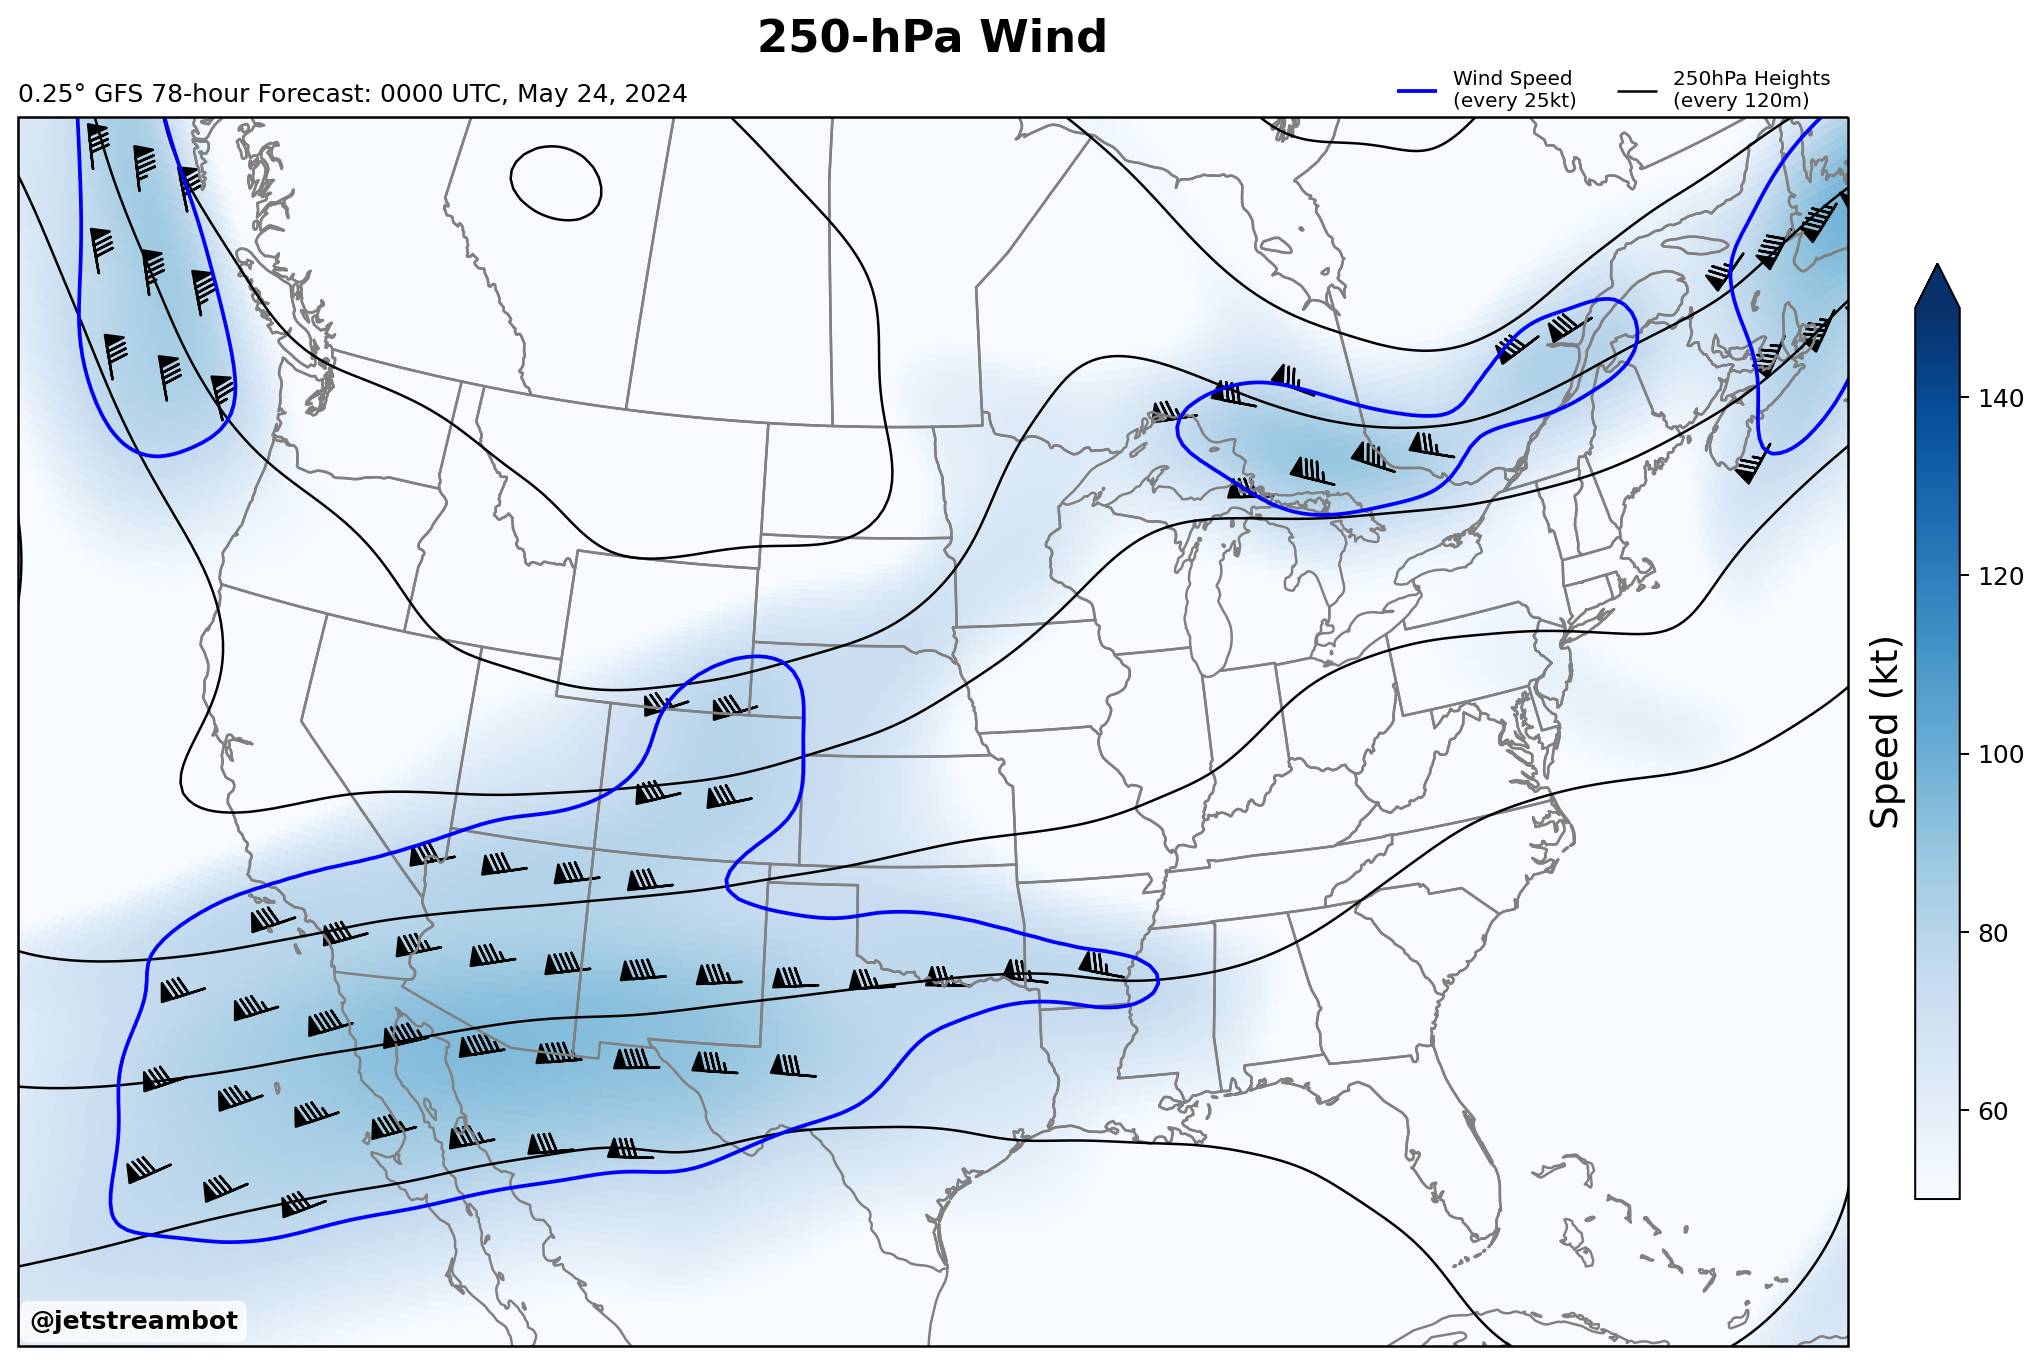 250-hPa Wind
0.25° GFS 78-hour Forecast: 0000 UTC, May 24, 2024
Wind Speed
(every 25kt)
250hPa Heights
(every 120m)
140
120
100
80
60
Speed (kt)
@jetstreambot